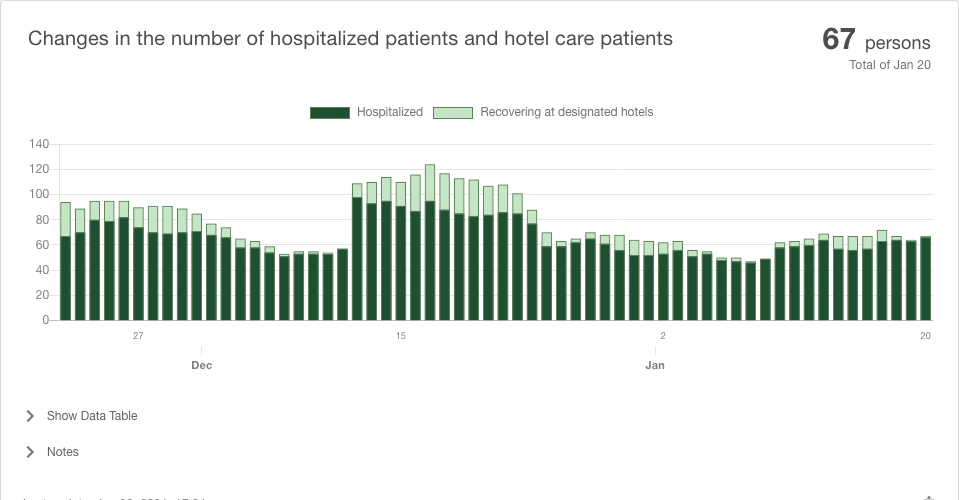 Changes in the number of hospitalized patients and hotel care patients
67 persons
Total of Jan 20
Hospitalized
Recovering at designated hotels
140
120
100
80
60
40
20
0
27
15
2
20
Dec
Jan
Show Data Table
Notes